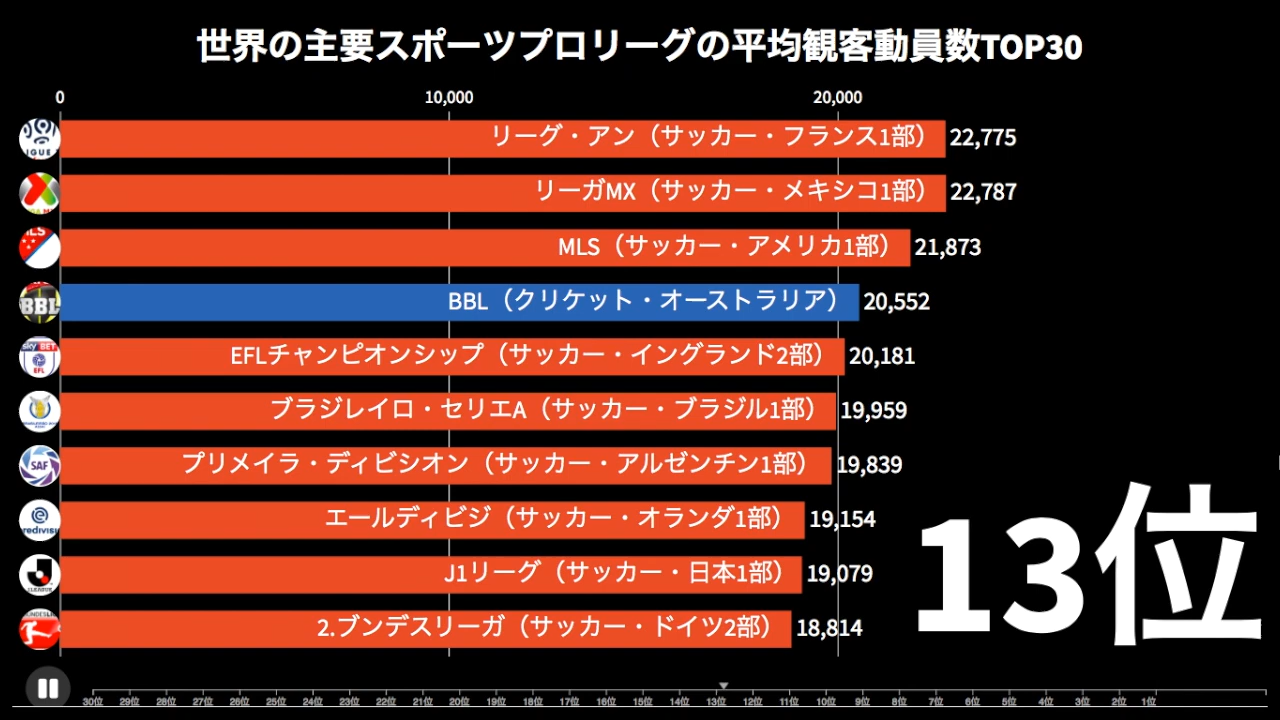 世界の主要スポーツプロリーグの平均観客動員数TOP30
0 10,000 20,000
リーグ・アン（サッカー・フランス1部） 22,775
リーガMX（サッカー・メキシコ1部） 22,787
MLS（サッカー・アメリカ1部） 21,873
BBL BBL（クリケット・オーストラリア） 20,552
sky BET EFL EFLチャンピオンシップ（サッカー・イングランド2部） 20,181
ブラジレイロ・セリエA（サッカー・ブラジル1部） 19,959
SAF プリメイラ・ディビシオン（サッカー・アルゼンチン1部） 19,839
redivisi エールディビジ（サッカー・オランダ1部） 19,154
J.LEAGUE J1リーグ（サッカー・日本1部） 19,079
2.ブンデスリーガ（サッカー・ドイツ2部） 18,814
13位
30位 29位 28位 27位 26位 25位 24位 23位 22位 21位 20位 19位 18位 17位 16位 15位 14位 13位 12位 11位 10位 9位 8位 7位 6位 5位 4位 3位 2位 1位